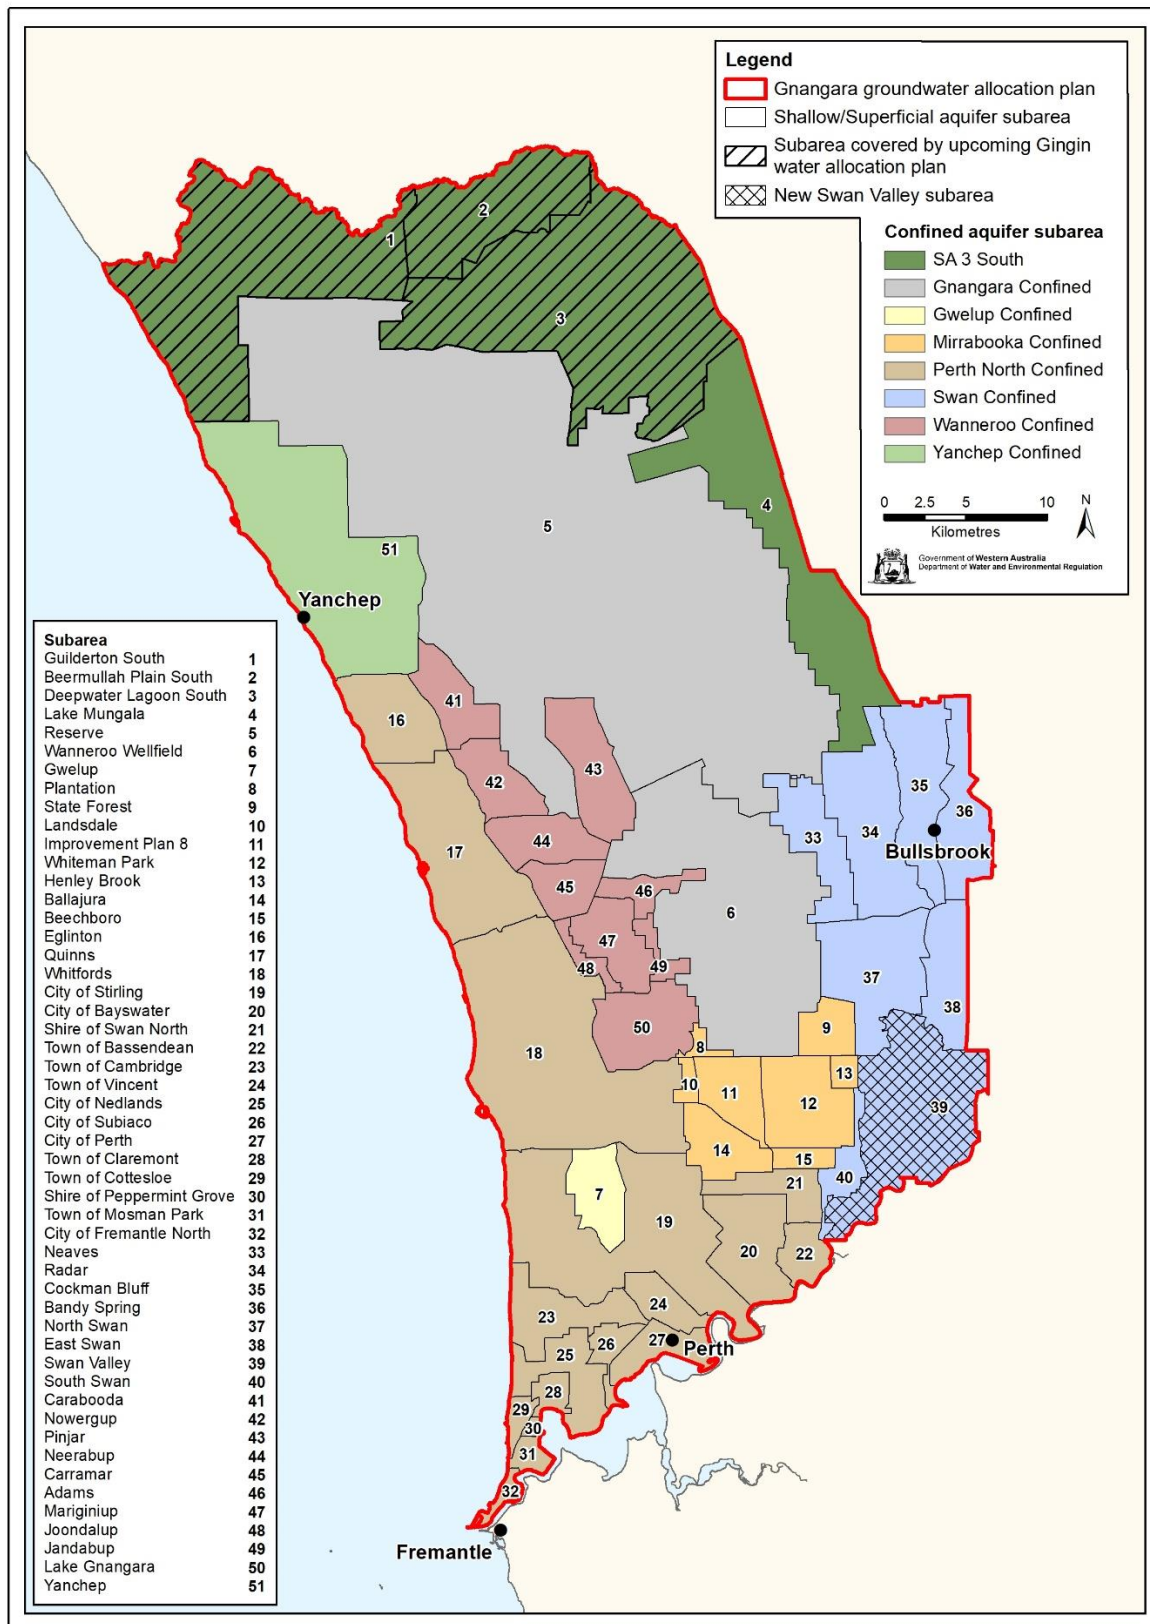 Legend
Gnangara groundwater allocation plan
Shallow/Superficial aquifer subarea
Subarea covered by upcoming Gingin
water allocation plan
New Swan Valley subarea
Confined aquifer subarea
SA 3 South
Gnangara Confined
Gwelup Confined
Mirrabooka Confined
Perth North Confined
Swan Confined
Wanneroo Confined
Yanchep Confined
0 2.5 5 10
Kilometres
N
Government of Western Australia
Department of Water and Environmental Regulation
2
1
3
4
5
51
Yanchep
41
16
43
42
35
36
33
34
Bullsbrook
44
17
45
46
6
47
48
49
37
38
50
9
18
8
13
10
11
12
39
14
15
40
21
7
19
20
22
24
23
27
Perth
26
25
28
29
30
31
32
Fremantle
Subarea
Guilderton South 1
Beermullah Plain South 2
Deepwater Lagoon South 3
Lake Mungala 4
Reserve 5
Wanneroo Wellfield 6
Gwelup 7
Plantation 8
State Forest 9
Landsdale 10
Improvement Plan 8 11
Whiteman Park 12
Henley Brook 13
Ballajura 14
Beechboro 15
Eglinton 16
Quinns 17
Whitfords 18
City of Stirling 19
City of Bayswater 20
Shire of Swan North 21
Town of Bassendean 22
Town of Cambridge 23
Town of Vincent 24
City of Nedlands 25
City of Subiaco 26
City of Perth 27
Town of Claremont 28
Town of Cottesloe 29
Shire of Peppermint Grove 30
Town of Mosman Park 31
City of Fremantle North 32
Neaves 33
Radar 34
Cockman Bluff 35
Bandy Spring 36
North Swan 37
East Swan 38
Swan Valley 39
South Swan 40
Carabooda 41
Nowergup 42
Pinjar 43
Neerabup 44
Carramar 45
Adams 46
Mariginiup 47
Joondalup 48
Jandabup 49
Lake Gnangara 50
Yanchep 51